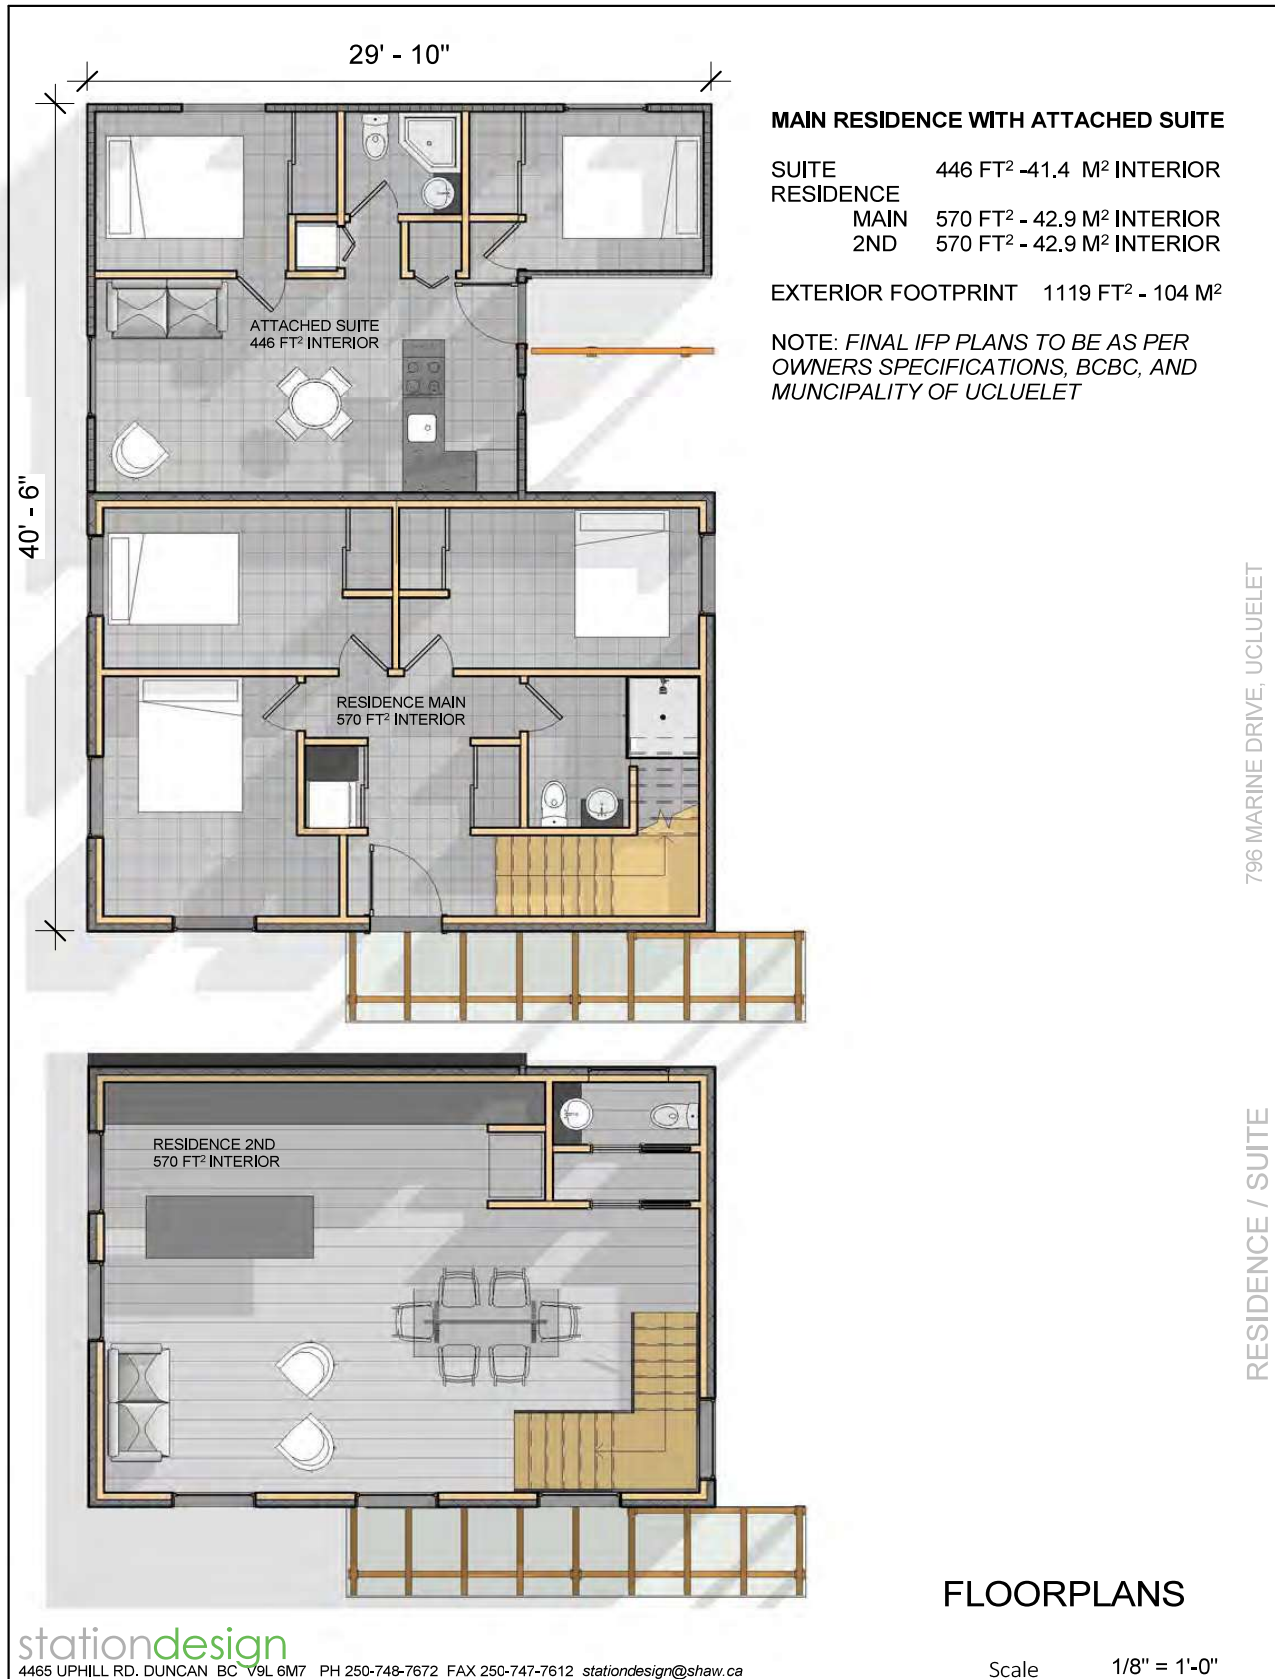 29' - 10"
MAIN RESIDENCE WITH ATTACHED SUITE
SUITE 446 FT² -41.4 M² INTERIOR
RESIDENCE
MAIN 570 FT² - 42.9 M² INTERIOR
2ND 570 FT² - 42.9 M² INTERIOR
EXTERIOR FOOTPRINT 1119 FT² - 104 M²
NOTE: FINAL IFP PLANS TO BE AS PER
OWNERS SPECIFICATIONS, BCBC, AND
MUNCIPALITY OF UCLUELET
ATTACHED SUITE
446 FT² INTERIOR
40' - 6"
RESIDENCE MAIN
570 FT² INTERIOR
796 MARINE DRIVE, UCLUELET
RESIDENCE 2ND
570 FT² INTERIOR
RESIDENCE / SUITE
FLOORPLANS
stationdesign
4465 UPHILL RD. DUNCAN BC V9L 6M7 PH 250-748-7672 FAX 250-747-7612 stationdesign@shaw.ca
Scale 1/8" = 1'-0"